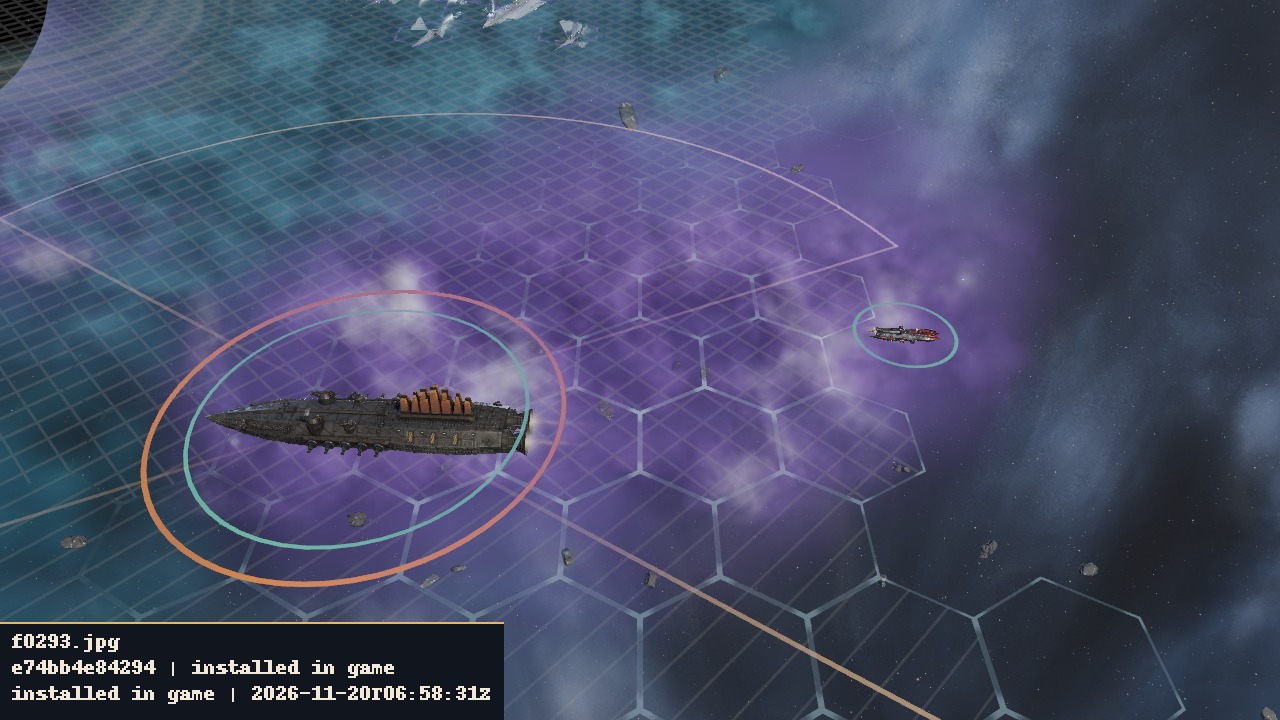 f0293.jpg
e74bb4e84294 | installed in game
installed in game | 2026-11-20T06:58:31Z